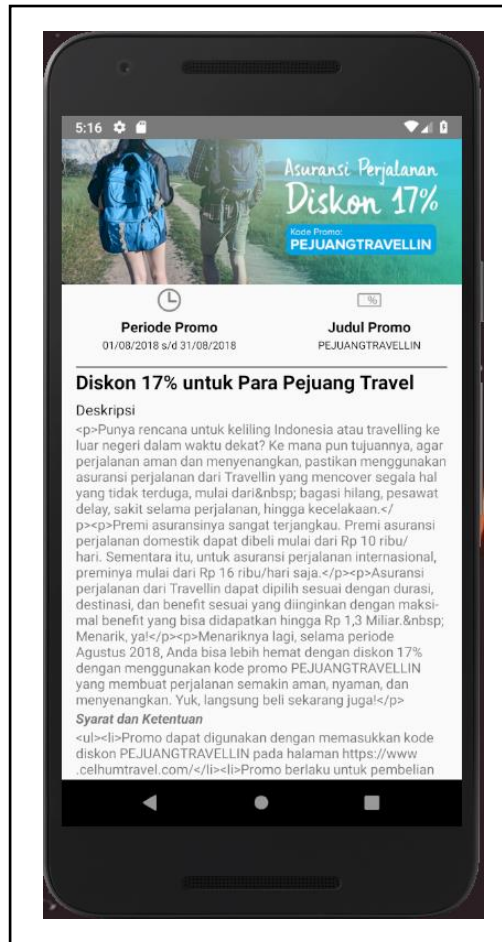 5:16
Asuransi Perjalanan
Diskon 17%
Kode Promo:
PEJUANGTRAVELLIN
%
Periode Promo
01/08/2018 s/d 31/08/2018
Judul Promo
PEJUANGTRAVELLIN
Diskon 17% untuk Para Pejuang Travel
Deskripsi
<p>Punya rencana untuk keliling Indonesia atau travelling ke
luar negeri dalam waktu dekat? Ke mana pun tujuannya, agar
perjalanan aman dan menyenangkan, pastikan menggunakan
asuransi perjalanan dari Travellin yang mencover segala hal
yang tidak terduga, mulai dari&nbsp; bagasi hilang, pesawat
delay, sakit selama perjalanan, hingga kecelakaan.</
p><p>Premi asuransinya sangat terjangkau. Premi asuransi
perjalanan domestik dapat dibeli mulai dari Rp 10 ribu/
hari. Sementara itu, untuk asuransi perjalanan internasional,
preminya mulai dari Rp 16 ribu/hari saja.</p><p>Asuransi
perjalanan dari Travellin dapat dipilih sesuai dengan durasi,
destinasi, dan benefit sesuai yang diinginkan dengan maksi-
mal benefit yang bisa didapatkan hingga Rp 1,3 Miliar.&nbsp;
Menarik, ya!</p><p>Menariknya lagi, selama periode
Agustus 2018, Anda bisa lebih hemat dengan diskon 17%
dengan menggunakan kode promo PEJUANGTRAVELLIN
yang membuat perjalanan semakin aman, nyaman, dan
menyenangkan. Yuk, langsung beli sekarang juga!</p>
Syarat dan Ketentuan
<ul><li>Promo dapat digunakan dengan memasukkan kode
diskon PEJUANGTRAVELLIN pada halaman https://www
.celhumtravel.com/</li><li>Promo berlaku untuk pembelian